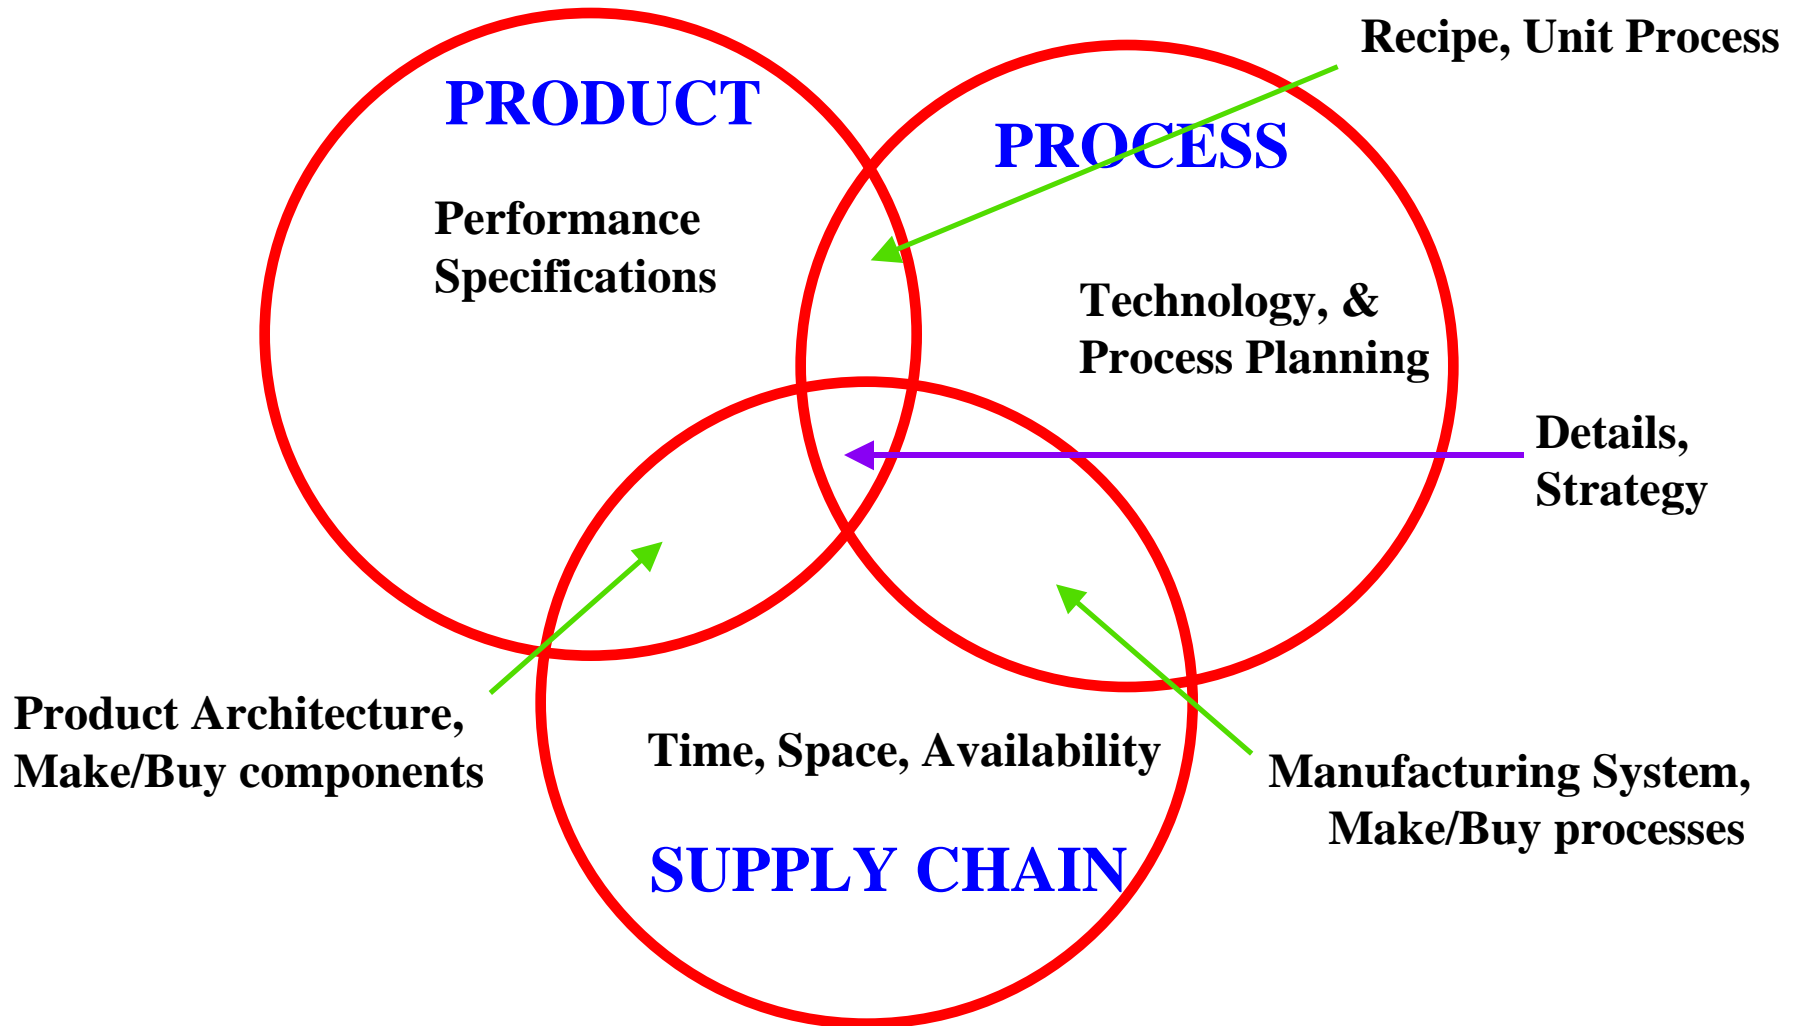 Recipe, Unit Process
PRODUCT
PROCESS
Performance
Specifications
Technology, &
Process Planning
Details,
Strategy
Product Architecture,
Make/Buy components
Time, Space, Availability
Manufacturing System,
Make/Buy processes
SUPPLY CHAIN